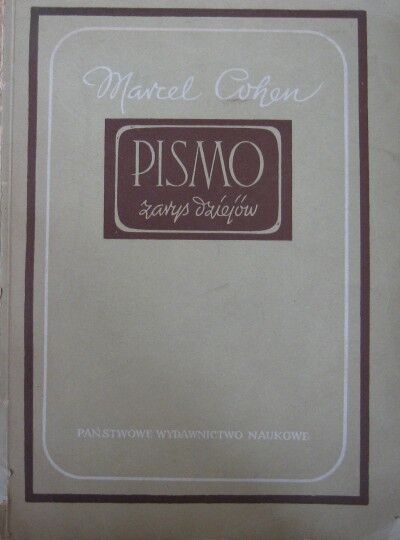 Marcel Cohen
PISMO
zarys dziejów
PAŃSTWOWE WYDAWNICTWO NAUKOWE